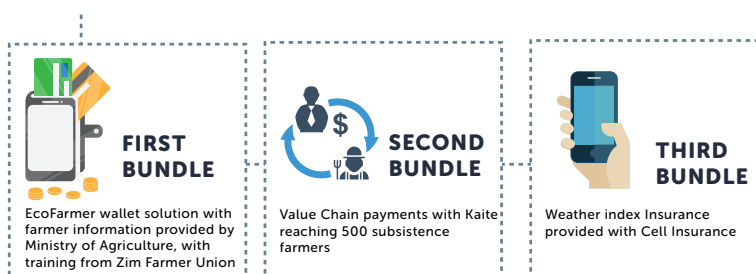 FIRST
BUNDLE
EcoFarmer wallet solution with
farmer information provided by
Ministry of Agriculture, with
training from Zim Farmer Union
$
SECOND
BUNDLE
Value Chain payments with Kaite
reaching 500 subsistence
farmers
THIRD
BUNDLE
Weather index Insurance
provided with Cell Insurance